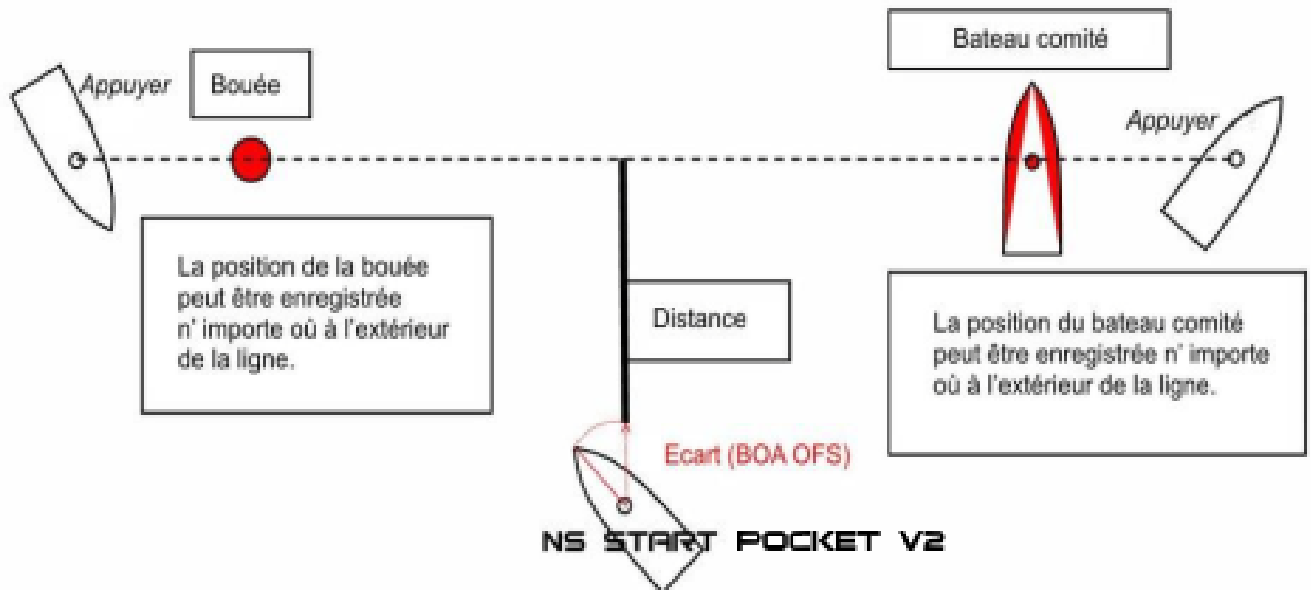 Bateau comité
Appuyer
Bouée
Appuyer
La position de la bouée
peut être enregistrée
n' importe où à l'extérieur
de la ligne.
Distance
La position du bateau comité
peut être enregistrée n' importe
où à l'extérieur de la ligne.
Ecart (BOA OFS)
NS START POCKET V2